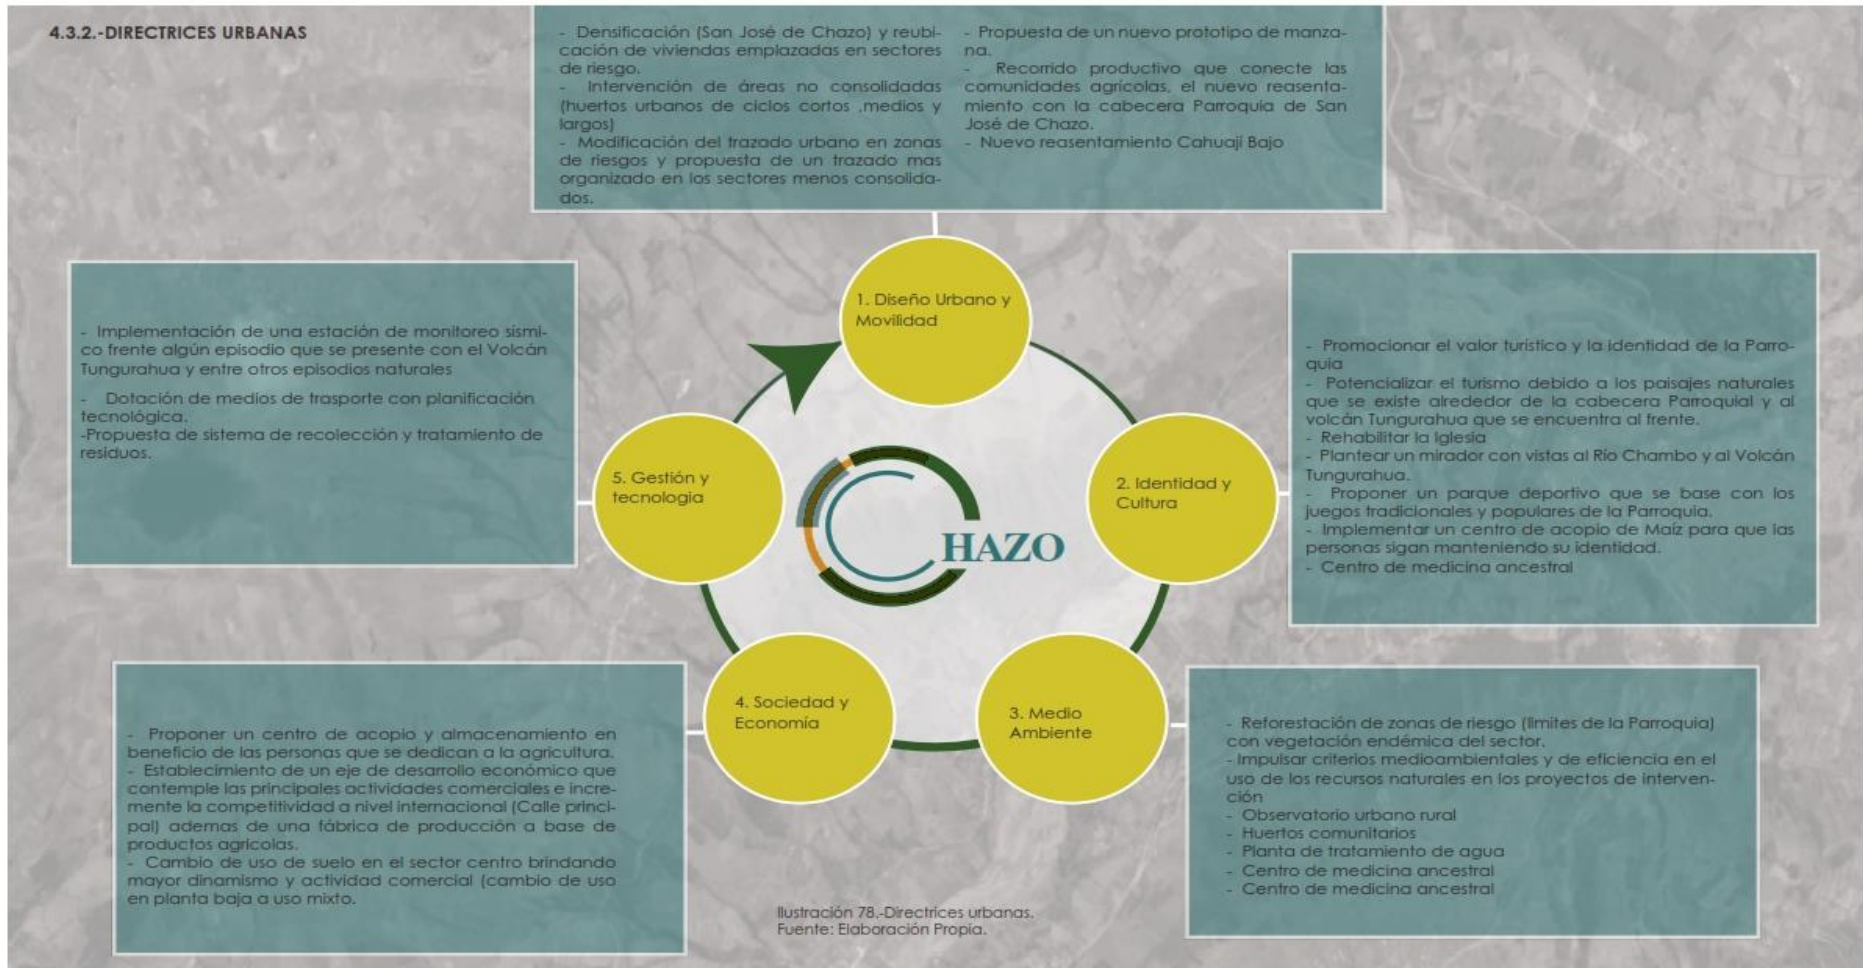 4.3.2.-DIRECTRICES URBANAS
- Densificación (San José de Chazo) y reubi-
cación de viviendas emplazadas en sectores
de riesgo.
- Intervención de áreas no consolidadas
(huertos urbanos de ciclos cortos ,medios y
largos)
- Modificación del trazado urbano en zonas
de riesgos y propuesta de un trazado mas
organizado en los sectores menos consolida-
dos.
- Propuesta de un nuevo prototipo de manza-
na.
- Recorrido productivo que conecte las
comunidades agrícolas, el nuevo reasenta-
miento con la cabecera Parroquia de San
José de Chazo.
- Nuevo reasentamiento Cahuají Bajo
1. Diseño Urbano y
Movilidad
- Promocionar el valor turístico y la identidad de la Parro-
quia
- Potencializar el turismo debido a los paisajes naturales
que se existe alrededor de la cabecera Parroquial y al
volcán Tungurahua que se encuentra al frente.
- Rehabilitar la Iglesia
- Plantear un mirador con vistas al Río Chambo y al Volcán
Tungurahua.
- Proponer un parque deportivo que se base con los
juegos tradicionales y populares de la Parroquia.
- Implementar un centro de acopio de Maíz para que las
personas sigan manteniendo su identidad.
- Centro de medicina ancestral
2. Identidad y
Cultura
- Reforestación de zonas de riesgo (limites de la Parroquia)
con vegetación endémica del sector.
- Impulsar criterios medioambientales y de eficiencia en el
uso de los recursos naturales en los proyectos de interven-
ción
- Observatorio urbano rural
- Huertos comunitarios
- Planta de tratamiento de agua
- Centro de medicina ancestral
- Centro de medicina ancestral
3. Medio
Ambiente
4. Sociedad y
Economía
- Proponer un centro de acopio y almacenamiento en
beneficio de las personas que se dedican a la agricultura.
- Establecimiento de un eje de desarrollo económico que
contemple las principales actividades comerciales e incre-
mente la competitividad a nivel internacional (Calle princi-
pal) ademas de una fábrica de producción a base de
productos agricolas.
- Cambio de uso de suelo en el sector centro brindando
mayor dinamismo y actividad comercial (cambio de uso
en planta baja a uso mixto.
5. Gestión y
tecnologia
- Implementación de una estación de monitoreo sísmi-
co frente algún episodio que se presente con el Volcán
Tungurahua y entre otros episodios naturales
- Dotación de medios de trasporte con planificación
tecnológica.
-Propuesta de sistema de recolección y tratamiento de
residuos.
CHAZO
Ilustración 78.-Directrices urbanas.
Fuente: Elaboración Propia.